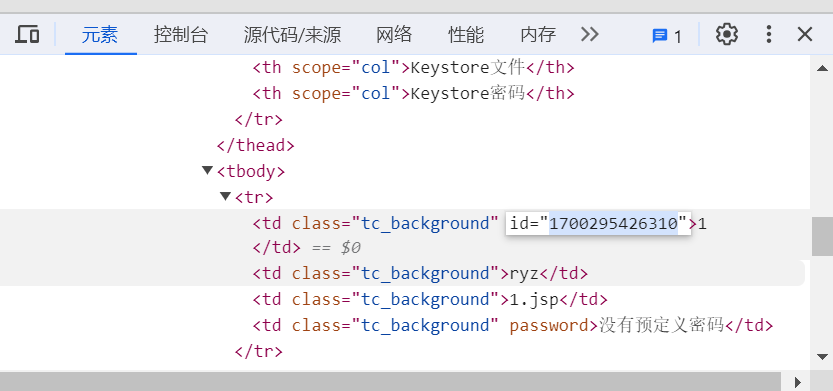 元素 控制台 源代码/来源 网络 性能 内存 1
<th scope="col">Keystore文件</th>
<th scope="col">Keystore密码</th>
</tr>
</thead>
<tbody>
<tr>
<td class="tc_background" id="1700295426310">1
</td> == $0
<td class="tc_background">ryz</td>
<td class="tc_background">1.jsp</td>
<td class="tc_background" password>没有预定义密码</td>
</tr>